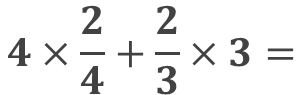 4 × 2/4 + 2/3 × 3 =